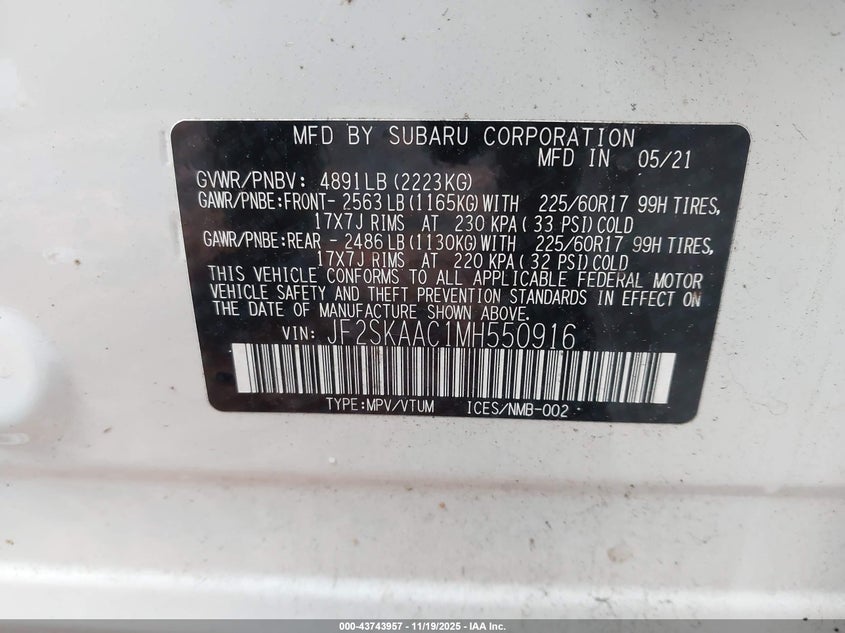 MFD BY SUBARU CORPORATION
MFD IN 05/21
GVWR/PNBV: 4891LB(2223KG)
GAWR/PNBE:FRONT- 2563LB(1165KG)WITH 225/60R17 99H TIRES,
17X7J RIMS AT 230 KPA( 33 PSI)COLD
GAWR/PNBE:REAR - 2486LB(1130KG)WITH 225/60R17 99H TIRES,
17X7J RIMS AT 220 KPA( 32 PSI)COLD
THIS VEHICLE CONFORMS TO ALL APPLICABLE FEDERAL MOTOR
VEHICLE SAFETY AND THEFT PREVENTION STANDARDS IN EFFECT ON
THE DATE OF MANUFACTURE SHOWN ABOVE.
VIN: JF2SKAAC1MH550916
TYPE:MPV/VTUM ICES/NMB-002
000-43743957 - 11/19/2025 - IAA Inc.